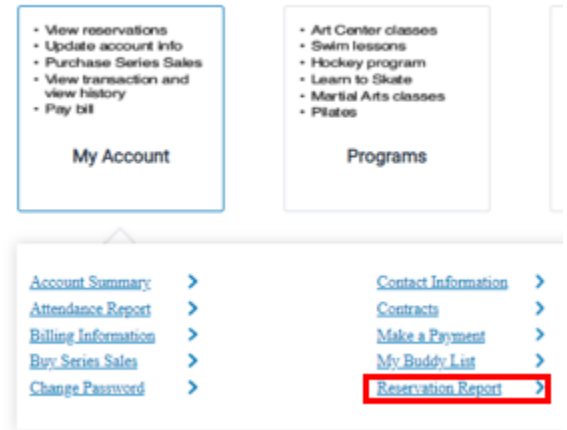 • View reservations
• Update account info
• Purchase Series Sales
• View transaction and
view history
• Pay bill
My Account
• Art Center classes
• Swim lessons
• Hockey program
• Learn to Skate
• Martial Arts classes
• Pilates
Programs
Account Summary
Attendance Report
Billing Information
Buy Series Sales
Change Password
Contact Information
Contracts
Make a Payment
My Buddy List
Reservation Report